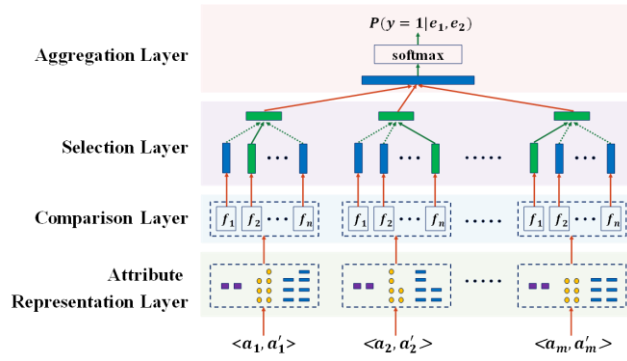 P(y = 1|e₁, e₂)
Aggregation Layer
softmax
Selection Layer
Comparison Layer
f₁ f₂ ··· fₙ f₁ f₂ ··· fₙ ····· f₁ f₂ ··· fₙ
Attribute
Representation Layer
<a₁, a′₁> <a₂, a′₂> <aₘ, a′ₘ>